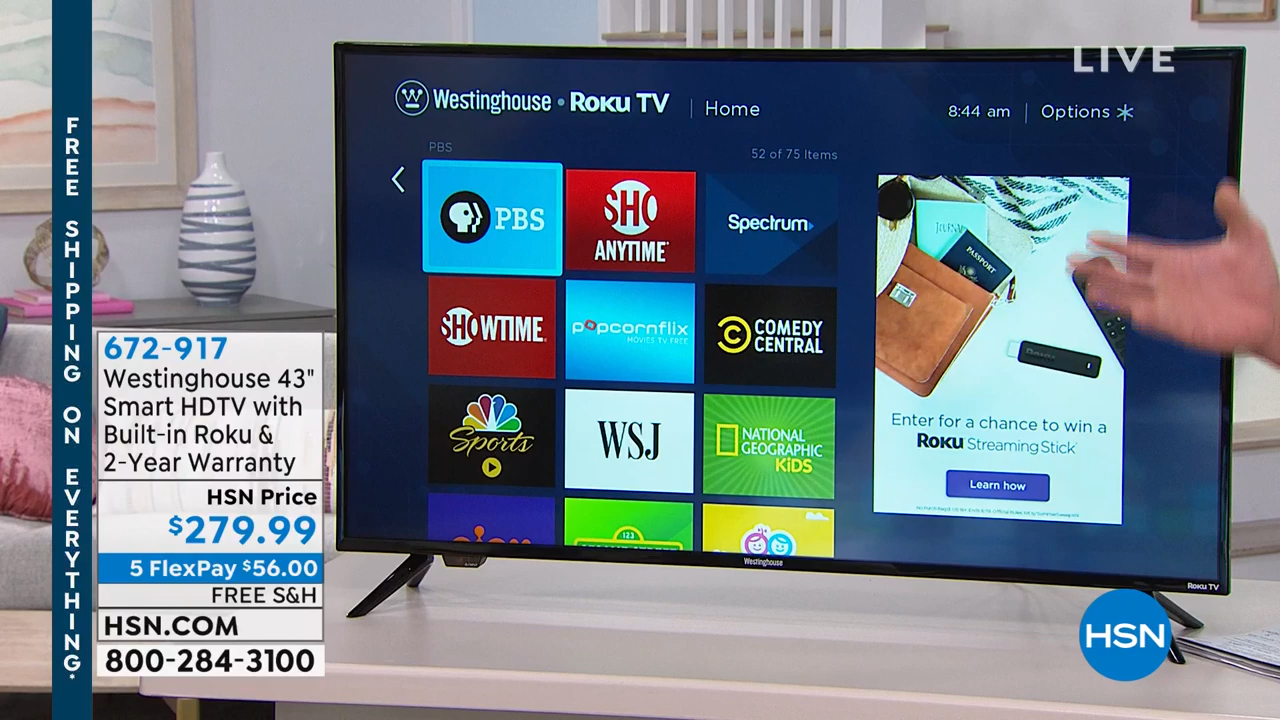 FREE SHIPPING ON EVERYTHING.*
LIVE
672-917
Westinghouse 43"
Smart HDTV with
Built-in Roku &
2-Year Warranty
HSN Price
$279.99
5 FlexPay $56.00
FREE S&H
HSN.COM
800-284-3100
Westinghouse • Roku TV | Home
8:44 am | Options
PBS
52 of 75 Items
PBS
SHO
ANYTIME
Spectrum
SHOWTIME
popcornflix
MOVIES TV FREE
COMEDY
CENTRAL
Sports
WSJ
NATIONAL
GEOGRAPHIC
KiDS
123
JOURNAL
PASSPORT
Enter for a chance to win a
Roku Streaming Stick
Learn how
Westinghouse
Roku TV
HSN